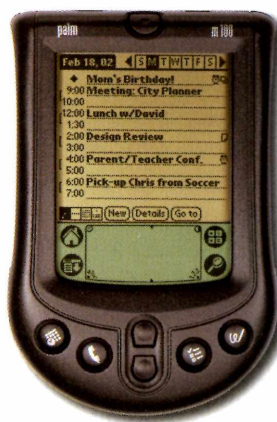 palm m100
Feb 18, 02 S M T W T F S
Mom's Birthday!
9:00 Meeting: City Planner
10:00
12:00 Lunch w/David
1:30
2:00 Design Review
3:00
4:00 Parent/Teacher Conf.
5:00
6:00 Pick-up Chris from Soccer
7:00
New Details Go to